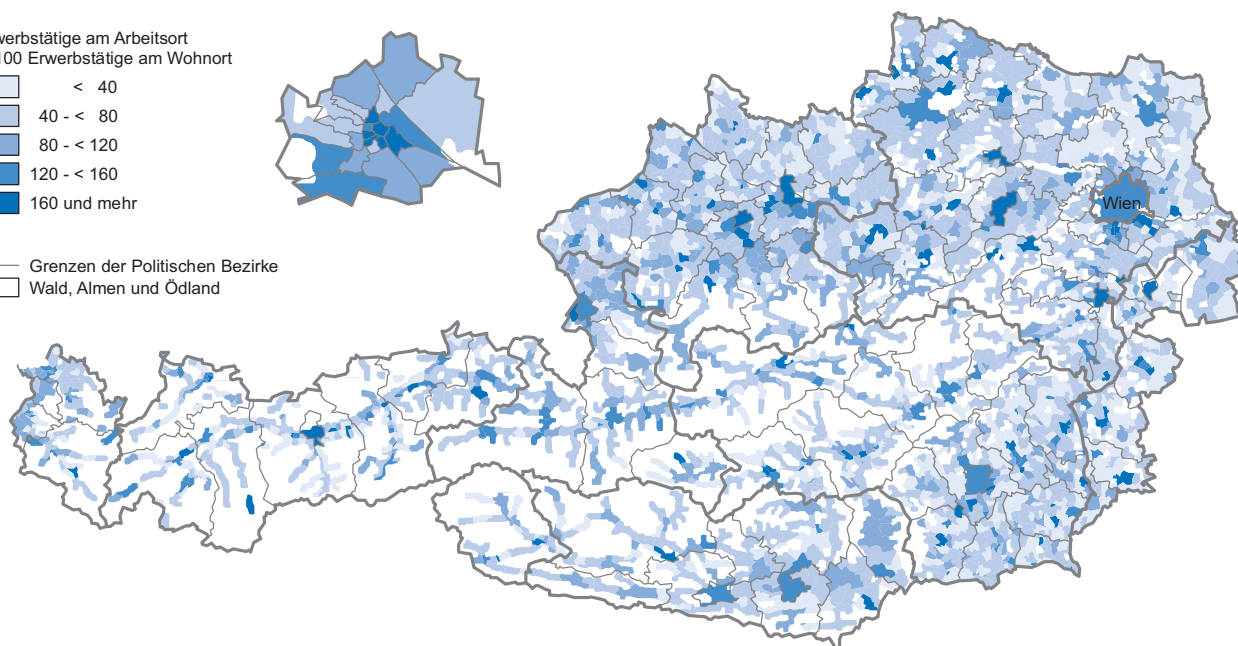 werbstätige am Arbeitsort
100 Erwerbstätige am Wohnort
< 40
40 - < 80
80 - < 120
120 - < 160
160 und mehr
Grenzen der Politischen Bezirke
Wald, Almen und Ödland
Wien